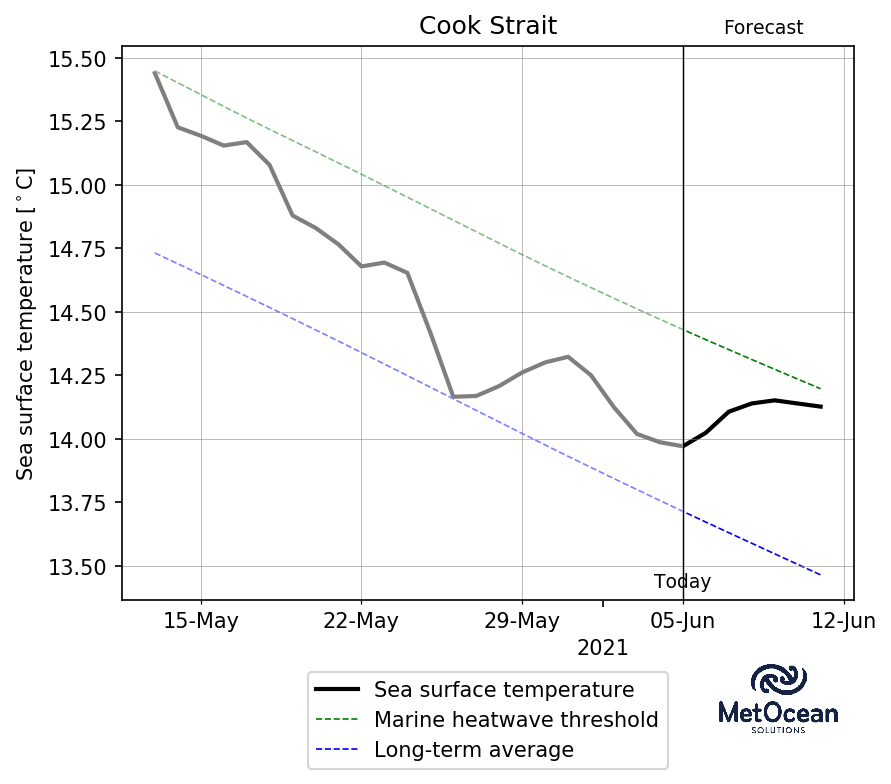 Cook Strait
Forecast
15.50
15.25
15.00
14.75
14.50
14.25
14.00
13.75
13.50
Sea surface temperature [°C]
Today
15-May 22-May 29-May 05-Jun 12-Jun
2021
Sea surface temperature
Marine heatwave threshold
Long-term average
MetOcean
SOLUTIONS